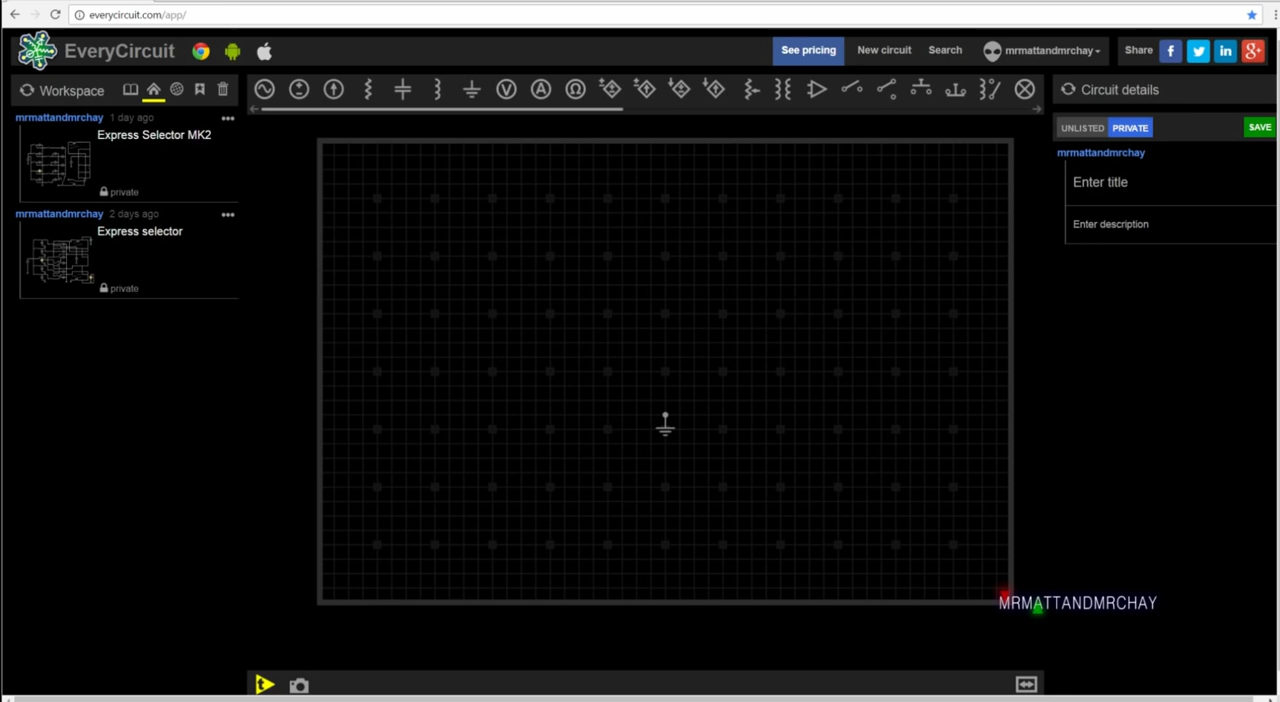 everycircuit.com/app/
EveryCircuit
See pricing
New circuit
Search
mrmattandmrchay
Share
f
in
g+
Workspace
V
A
Ω
Circuit details
mrmattandmrchay 1 day ago
Express Selector MK2
private
mrmattandmrchay 2 days ago
Express selector
private
UNLISTED PRIVATE SAVE
mrmattandmrchay
Enter title
Enter description
MRMATTANDMRCHAY
t